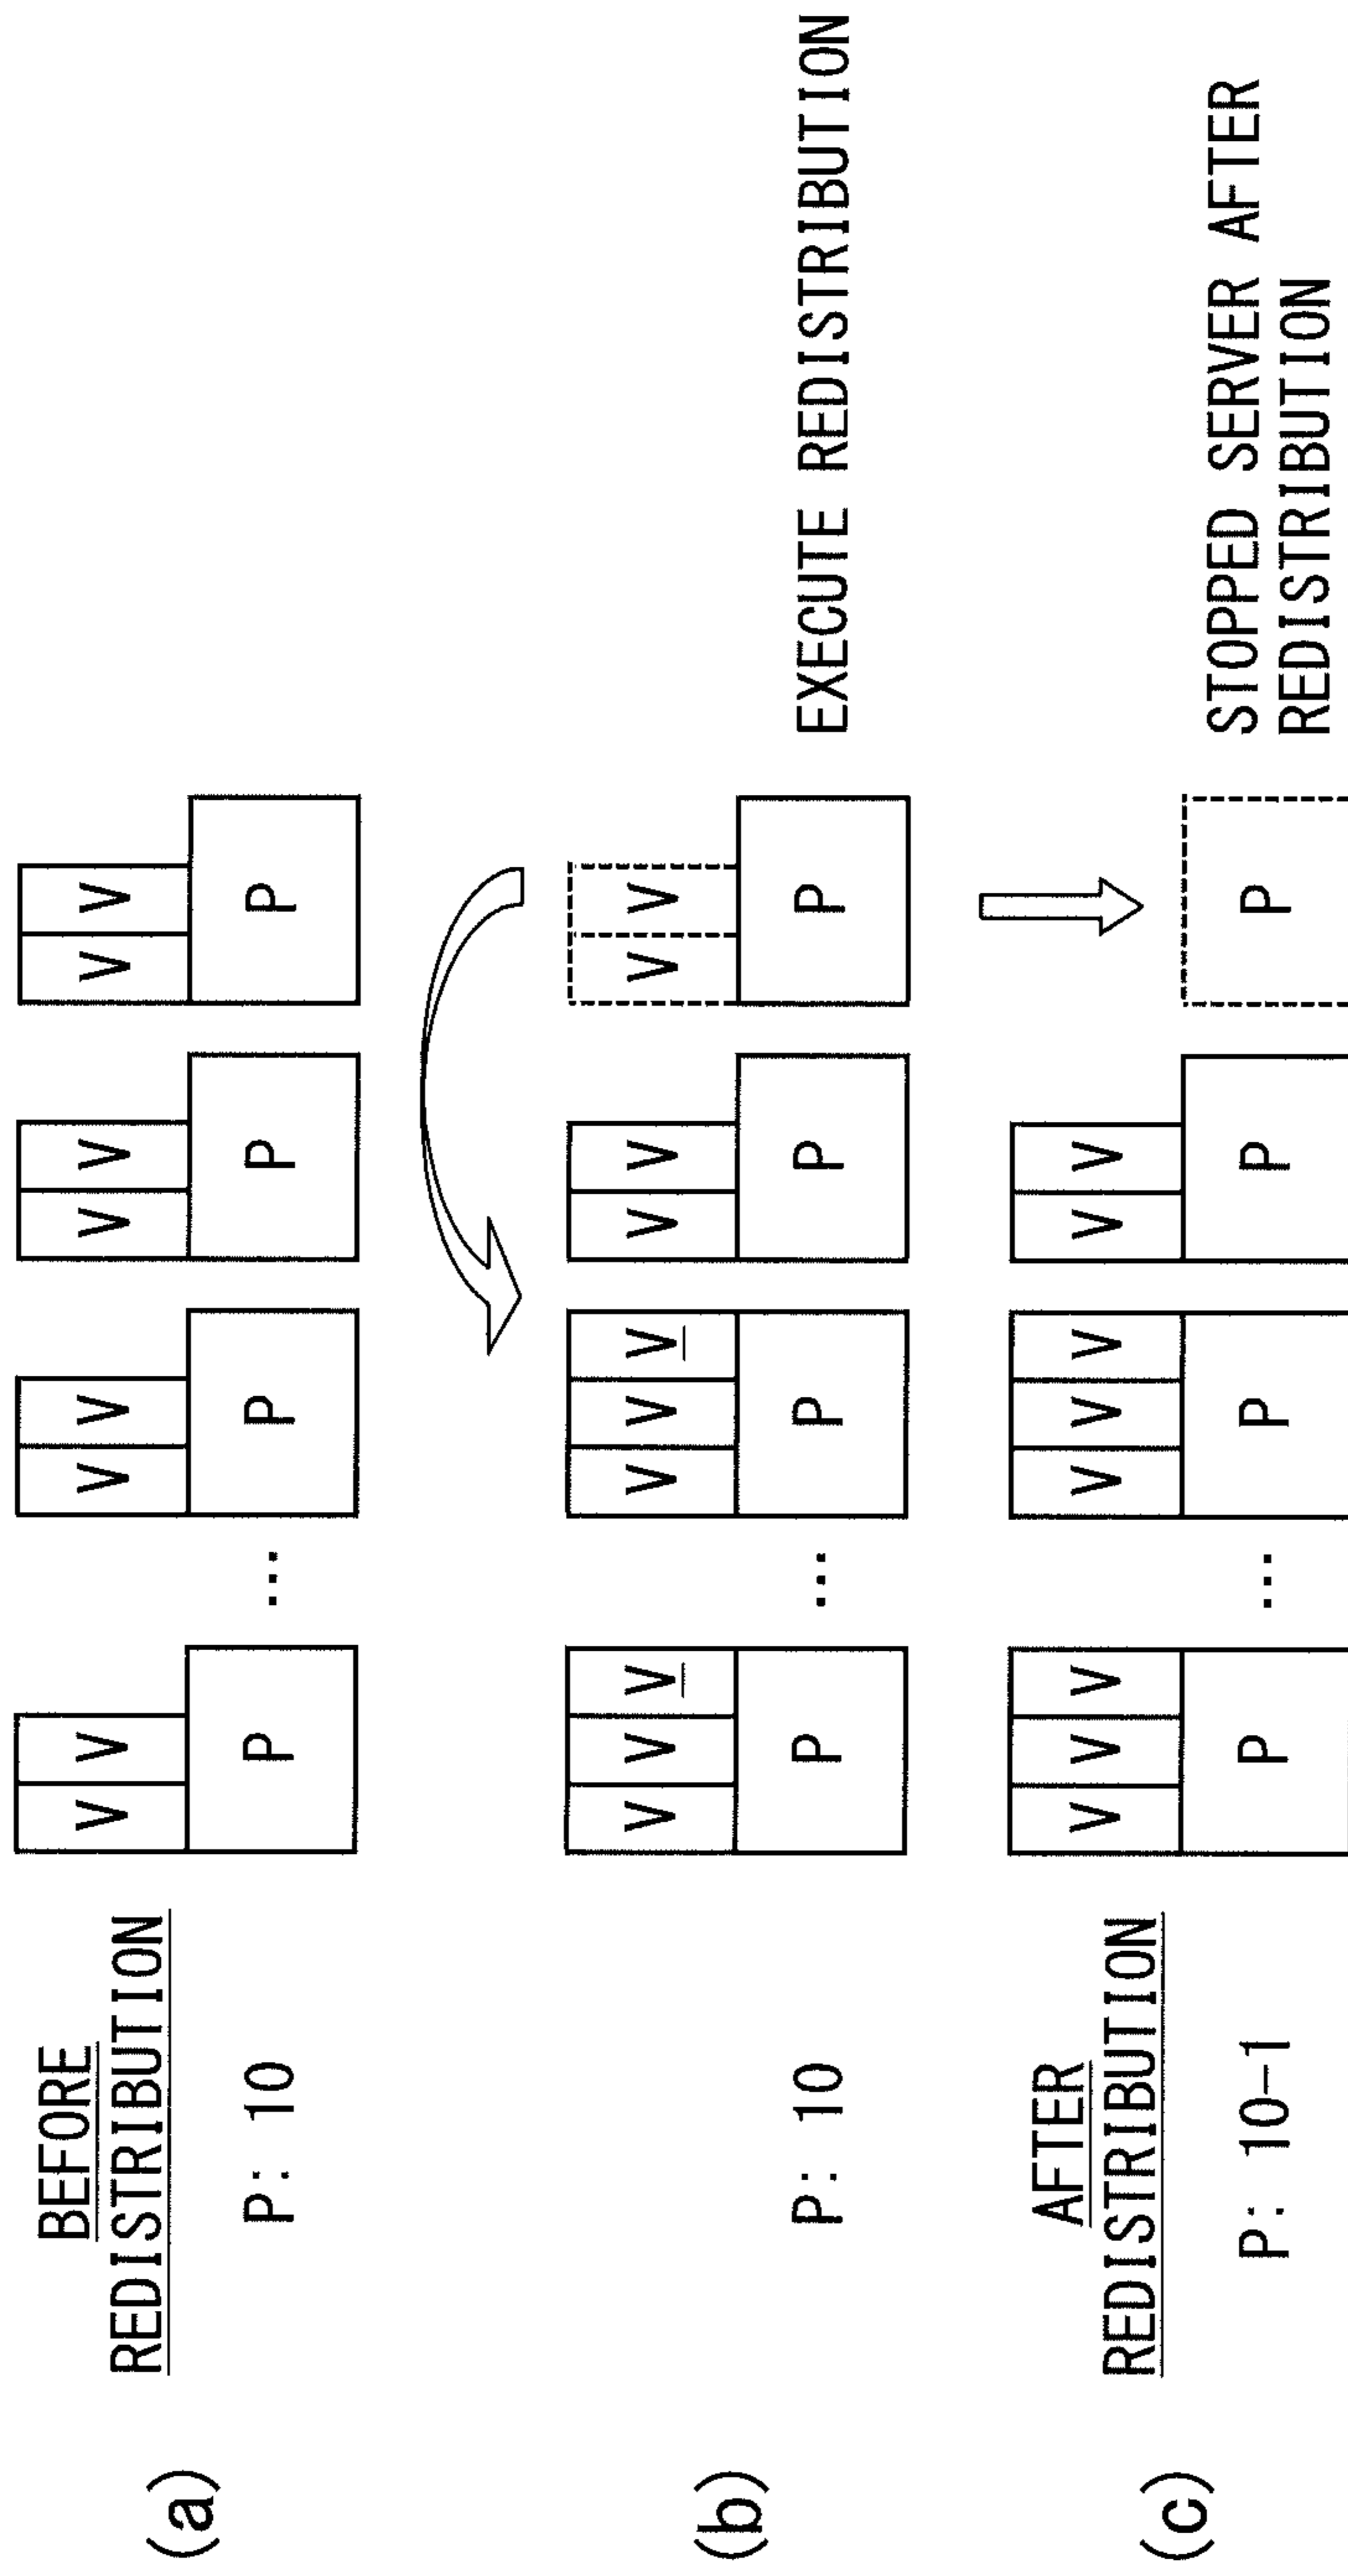 (a)
BEFORE
REDISTRIBUTION
P: 10
V V
P
...
V V
P
V V
P
V V
P
(b)
P: 10
V V V
P
...
V V V
P
V V
P
V V
P
EXECUTE REDISTRIBUTION
(c)
AFTER
REDISTRIBUTION
P: 10-1
V V V
P
...
V V V
P
V V
P
P
STOPPED SERVER AFTER
REDISTRIBUTION